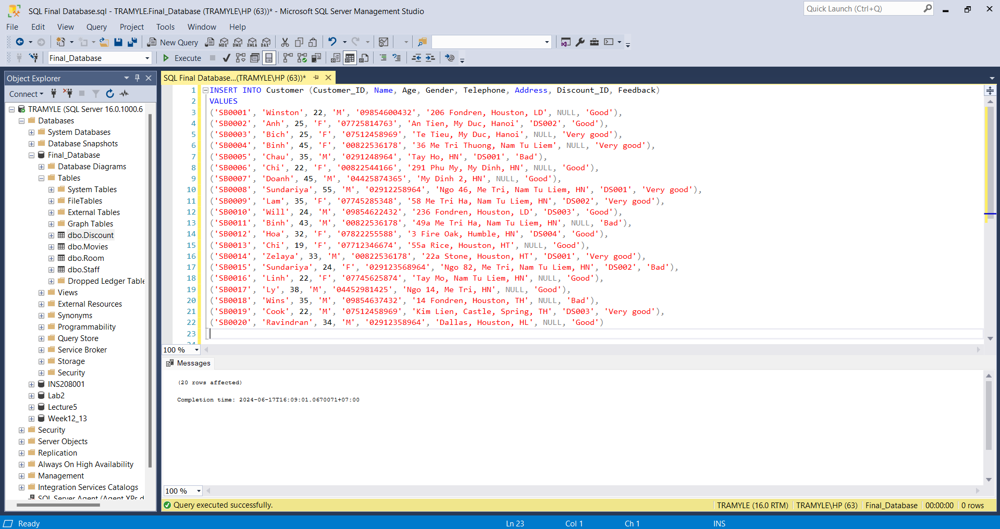 SQL Final Database.sql - TRAMYLE.Final_Database (TRAMYLE\HP (63))* - Microsoft SQL Server Management Studio
Quick Launch (Ctrl+Q)
File Edit View Query Project Tools Window Help
New Query MDX DMX XMLA DAX
Final_Database Execute
Object Explorer
Connect
TRAMYLE (SQL Server 16.0.1000.6
Databases
System Databases
Database Snapshots
Final_Database
Database Diagrams
Tables
System Tables
FileTables
External Tables
Graph Tables
dbo.Discount
dbo.Movies
dbo.Room
dbo.Staff
Dropped Ledger Table
Views
External Resources
Synonyms
Programmability
Query Store
Service Broker
Storage
Security
INS208001
Lab2
Lecture5
Week12_13
Security
Server Objects
Replication
Always On High Availability
Management
Integration Services Catalogs
SQL Server Agent (Agent XPs d
SQL Final Database...(TRAMYLE\HP (63))*
1 INSERT INTO Customer (Customer_ID, Name, Age, Gender, Telephone, Address, Discount_ID, Feedback)
2 VALUES
3 ('SB0001', 'Winston', 22, 'M', '09854600432', '206 Fondren, Houston, LD', NULL, 'Good'),
4 ('SB0002', 'Anh', 25, 'F', '07725814763', 'An Tien, My Duc, Hanoi', 'DS002', 'Good'),
5 ('SB0003', 'Bich', 25, 'F', '07512458969', 'Te Tieu, My Duc, Hanoi', NULL, 'Very good'),
6 ('SB0004', 'Binh', 45, 'F', '00822536178', '36 Me Tri Thuong, Nam Tu Liem', NULL, 'Very good'),
7 ('SB0005', 'Chau', 35, 'M', '0291248964', 'Tay Ho, HN', 'DS001', 'Bad'),
8 ('SB0006', 'Chi', 22, 'F', '00822544166', '291 Phu My, My Dinh, HN', NULL, 'Good'),
9 ('SB0007', 'Doanh', 45, 'M', '04425874365', 'My Dinh 2, HN', NULL, 'Good'),
10 ('SB0008', 'Sundariya', 55, 'M', '02912258964', 'Ngo 46, Me Tri, Nam Tu Liem, HN', 'DS001', 'Very good'),
11 ('SB0009', 'Lam', 35, 'F', '07745285348', '58 Me Tri Ha, Nam Tu Liem, HN', 'DS002', 'Very good'),
12 ('SB0010', 'Will', 24, 'M', '09854622432', '236 Fondren, Houston, LD', 'DS003', 'Good'),
13 ('SB0011', 'Binh', 43, 'M', '00822536178', '49a Me Tri Ha, Nam Tu Liem, HN', NULL, 'Bad'),
14 ('SB0012', 'Hoa', 32, 'F', '07822255588', '3 Fire Oak, Humble, HN', 'DS004', 'Good'),
15 ('SB0013', 'Chi', 19, 'F', '07712346674', '55a Rice, Houston, HT', NULL, 'Good'),
16 ('SB0014', 'Zelaya', 33, 'M', '00822536178', '22a Stone, Houston, HT', 'DS001', 'Very good'),
17 ('SB0015', 'Sundariya', 24, 'F', '029123568964', 'Ngo 82, Me Tri, Nam Tu Liem, HN', 'DS002', 'Bad'),
18 ('SB0016', 'Linh', 22, 'F', '07745625874', 'Tay Mo, Nam Tu Liem, HN', NULL, 'Good'),
19 ('SB0017', 'Ly', 38, 'M', '04452981425', 'Ngo 14, Me Tri, HN', NULL, 'Good'),
20 ('SB0018', 'Wins', 35, 'M', '09854637432', '14 Fondren, Houston, TH', NULL, 'Bad'),
21 ('SB0019', 'Cook', 22, 'M', '07512458969', 'Kim Lien, Castle, Spring, TH', 'DS003', 'Very good'),
22 ('SB0020', 'Ravindran', 34, 'M', '02912358964', 'Dallas, Houston, HL', NULL, 'Good')
23
24
100 %
Messages
(20 rows affected)
Completion time: 2024-06-17T16:09:01.0670071+07:00
100 %
Query executed successfully. TRAMYLE (16.0 RTM) TRAMYLE\HP (63) Final_Database 00:00:00 0 rows
Ready Ln 23 Col 1 Ch 1 INS